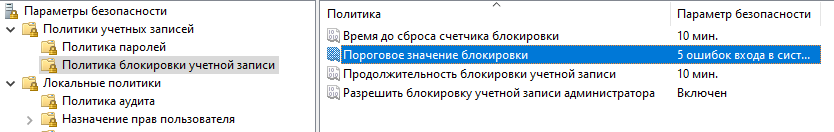 Параметры безопасности
Политики учетных записей
Политика паролей
Политика блокировки учетной записи
Локальные политики
Политика аудита
Назначение прав пользователя
Политика Параметр безопасности
Время до сброса счетчика блокировки 10 мин.
Пороговое значение блокировки 5 ошибок входа в сист...
Продолжительность блокировки учетной записи 10 мин.
Разрешить блокировку учетной записи администратора Включен